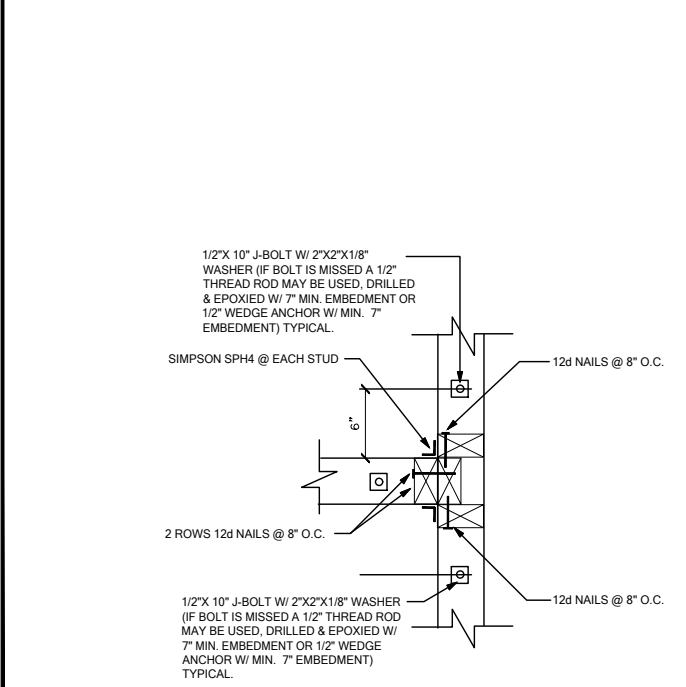 1/2"X 10" J-BOLT W/ 2"X2"X1/8"
WASHER (IF BOLT IS MISSED A 1/2"
THREAD ROD MAY BE USED, DRILLED
& EPOXIED W/ 7" MIN. EMBEDMENT OR
1/2" WEDGE ANCHOR W/ MIN. 7"
EMBEDMENT) TYPICAL.
SIMPSON SPH4 @ EACH STUD
12d NAILS @ 8" O.C.
6"
2 ROWS 12d NAILS @ 8" O.C.
1/2"X 10" J-BOLT W/ 2"X2"X1/8" WASHER
(IF BOLT IS MISSED A 1/2" THREAD ROD
MAY BE USED, DRILLED & EPOXIED W/
7" MIN. EMBEDMENT OR 1/2" WEDGE
ANCHOR W/ MIN. 7" EMBEDMENT)
TYPICAL.
12d NAILS @ 8" O.C.